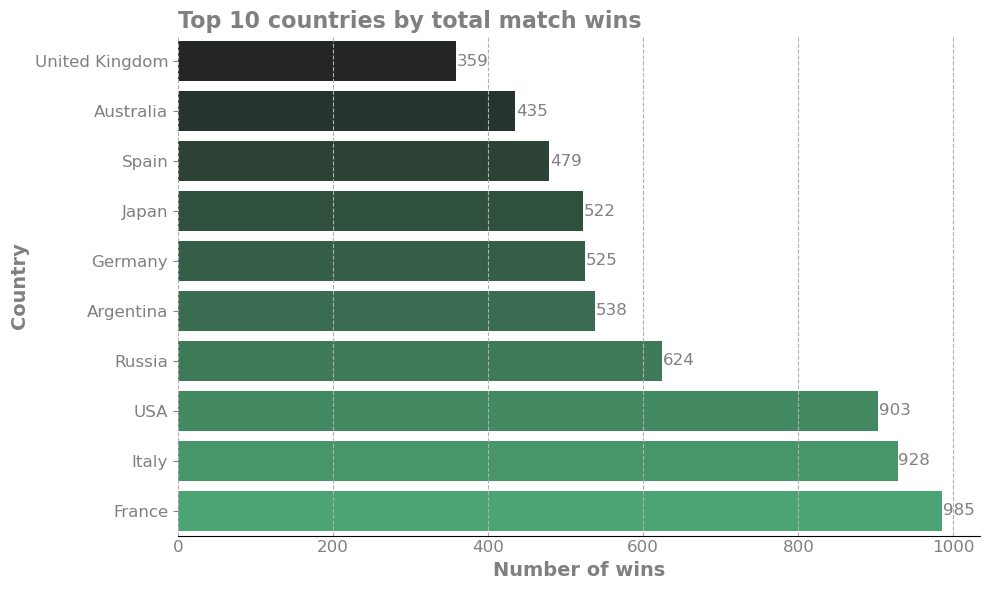 Top 10 countries by total match wins
United Kingdom 359
Australia 435
Spain 479
Japan 522
Germany 525
Argentina 538
Russia 624
USA 903
Italy 928
France 985
0 200 400 600 800 1000
Number of wins
Country